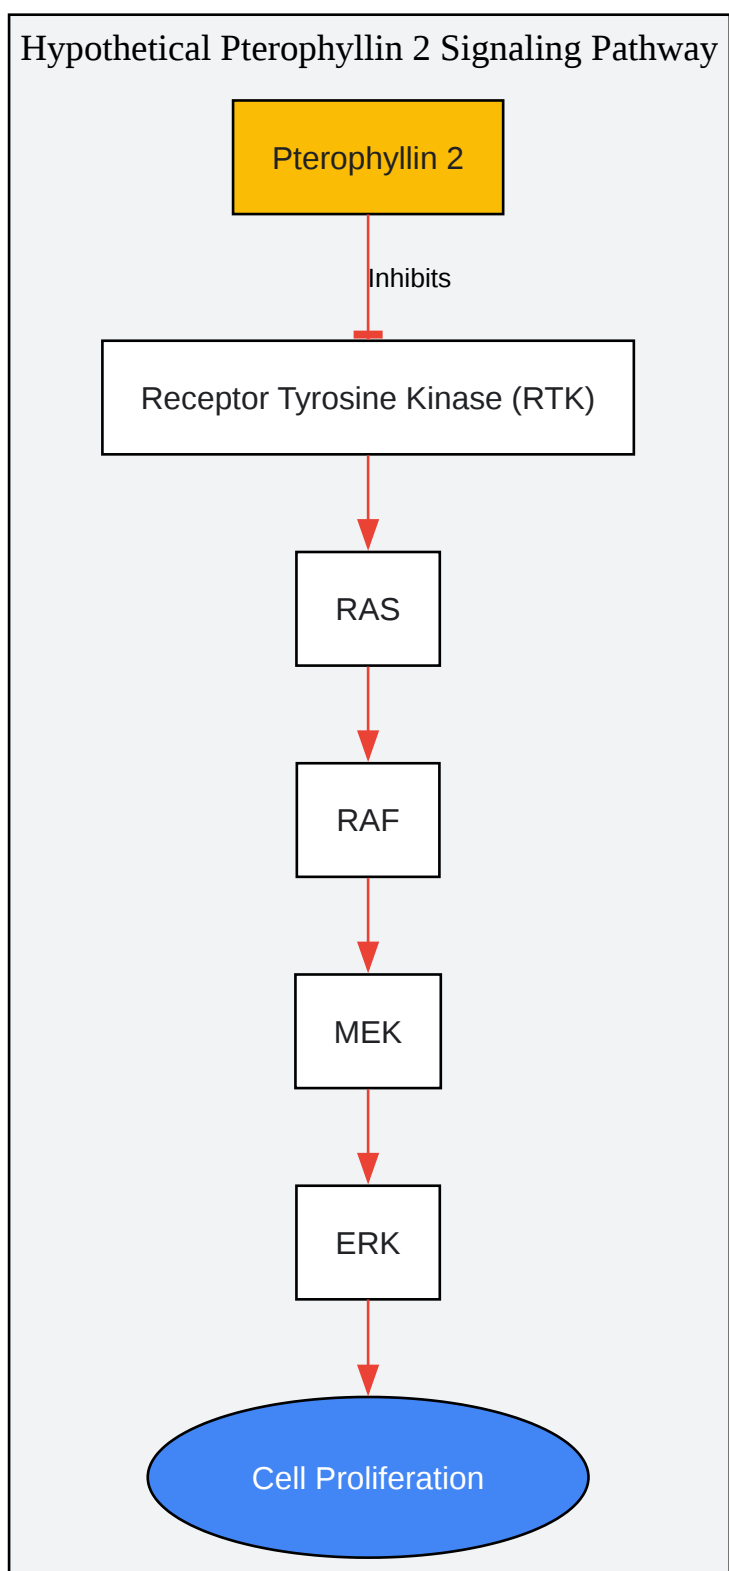 Hypothetical Pterophyllin 2 Signaling Pathway
Pterophyllin 2
Inhibits
Receptor Tyrosine Kinase (RTK)
RAS
RAF
MEK
ERK
Cell Proliferation